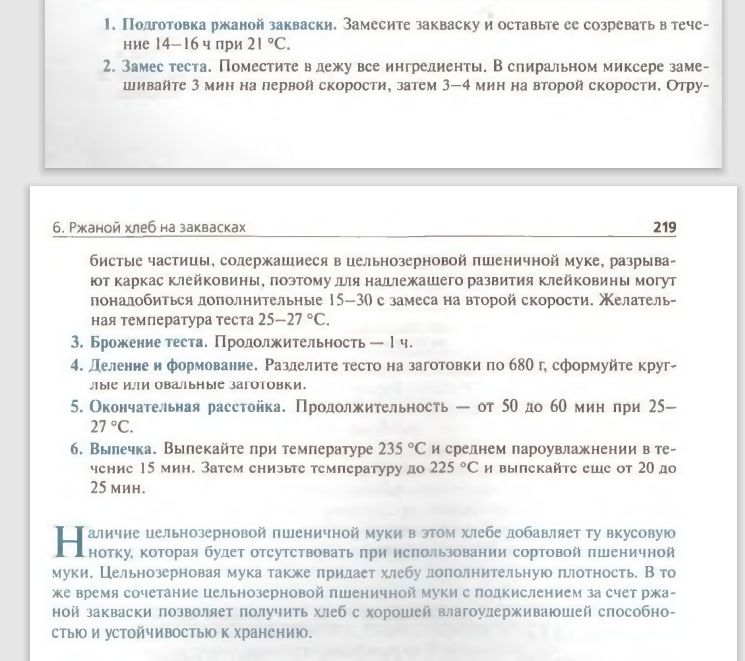 1. Подготовка ржаной закваски. Замесите закваску и оставьте ее созревать в тече-
ние 14—16 ч при 21 °C.
2. Замес теста. Поместите в дежу все ингредиенты. В спиральном миксере заме-
шивайте 3 мин на первой скорости, затем 3—4 мин на второй скорости. Отру-
6. Ржаной хлеб на заквасках 219
бистые частицы, содержащиеся в цельнозерновой пшеничной муке, разрыва-
ют каркас клейковины, поэтому для надлежащего развития клейковины могут
понадобиться дополнительные 15—30 с замеса на второй скорости. Желатель-
ная температура теста 25—27 °C.
3. Брожение теста. Продолжительность — 1 ч.
4. Деление и формование. Разделите тесто на заготовки по 680 г, сформуйте круг-
лые или овальные заготовки.
5. Окончательная расстойка. Продолжительность — от 50 до 60 мин при 25—
27 °C.
6. Выпечка. Выпекайте при температуре 235 °C и среднем пароувлажнении в те-
чение 15 мин. Затем снизьте температуру до 225 °C и выпекайте еще от 20 до
25 мин.
Наличие цельнозерновой пшеничной муки в этом хлебе добавляет ту вкусовую
нотку, которая будет отсутствовать при использовании сортовой пшеничной
муки. Цельнозерновая мука также придает хлебу дополнительную плотность. В то
же время сочетание цельнозерновой пшеничной муки с подкислением за счет ржа-
ной закваски позволяет получить хлеб с хорошей влагоудерживающей способно-
стью и устойчивостью к хранению.